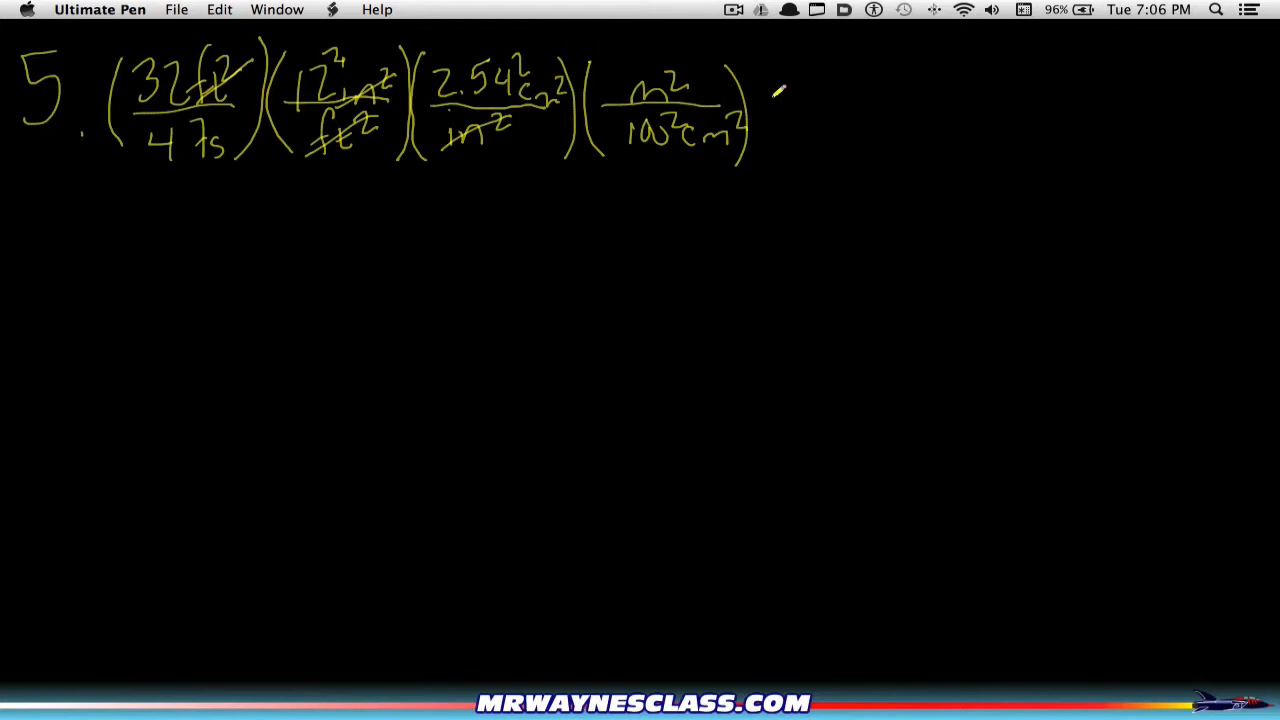 Ultimate Pen File Edit Window Help 96% Tue 7:06 PM
5. (32 ft²/47s)(12² in²/ft²)(2.54² cm²/in²)(m²/100² cm²)
MRWAYNESCLASS.COM